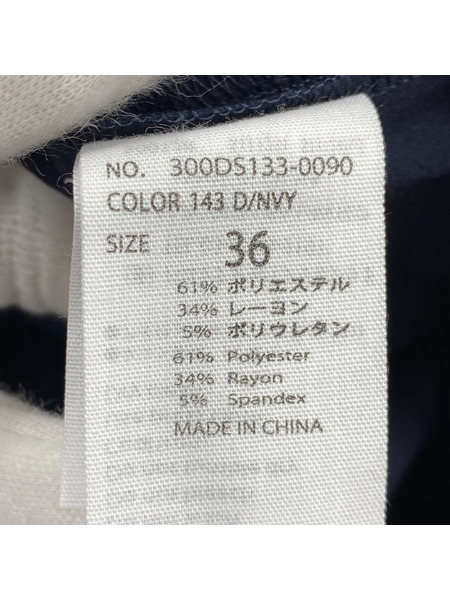 NO. 300DS133-0090
COLOR 143 D/NVY
SIZE 36
61% ポリエステル
34% レーヨン
5% ポリウレタン
61% Polyester
34% Rayon
5% Spandex
MADE IN CHINA